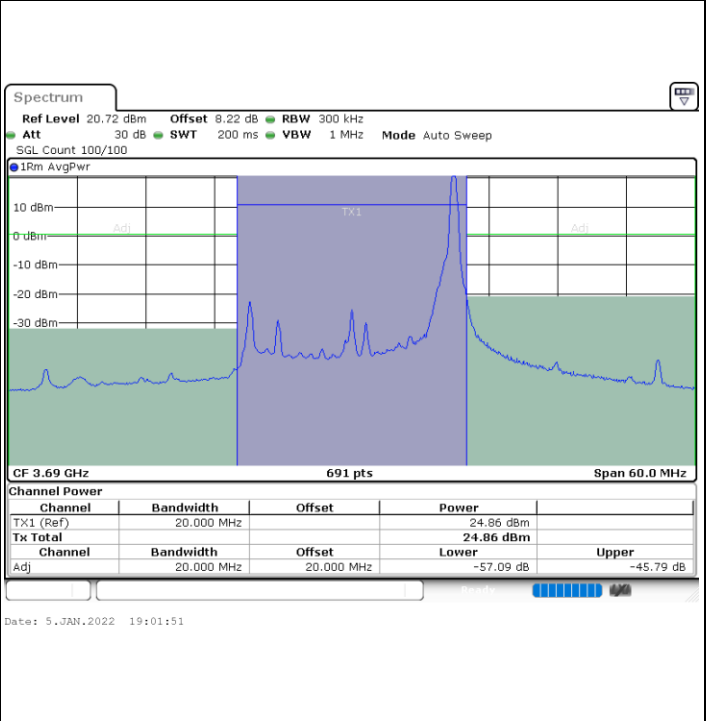 Spectrum
Ref Level 20.72 dBm Offset 8.22 dB RBW 300 kHz
Att 30 dB SWT 200 ms VBW 1 MHz Mode Auto Sweep
SGL Count 100/100
1Rm AvgPwr
10 dBm
TX1
Adj Adj
0 dBm
-10 dBm
-20 dBm
-30 dBm
CF 3.69 GHz 691 pts Span 60.0 MHz
Channel Power
Channel Bandwidth Offset Power
TX1 (Ref) 20.000 MHz 24.86 dBm
Tx Total 24.86 dBm
Channel Bandwidth Offset Lower Upper
Adj 20.000 MHz 20.000 MHz -57.09 dB -45.79 dB
Ready
Date: 5.JAN.2022 19:01:51